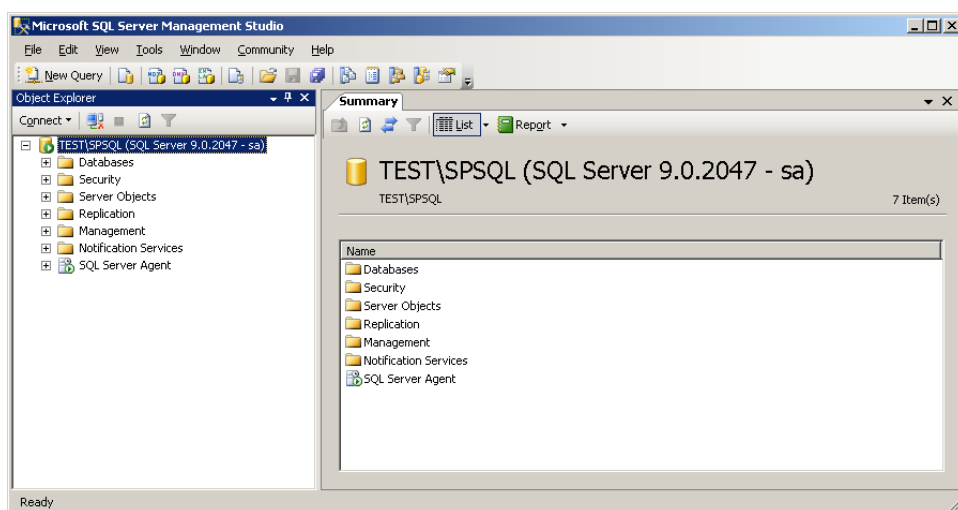 Microsoft SQL Server Management Studio
File Edit View Tools Window Community Help
New Query
Object Explorer
Connect
TEST\SPSQL (SQL Server 9.0.2047 - sa)
Databases
Security
Server Objects
Replication
Management
Notification Services
SQL Server Agent
Summary
List Report
TEST\SPSQL (SQL Server 9.0.2047 - sa)
TEST\SPSQL 7 Item(s)
Name
Databases
Security
Server Objects
Replication
Management
Notification Services
SQL Server Agent
Ready